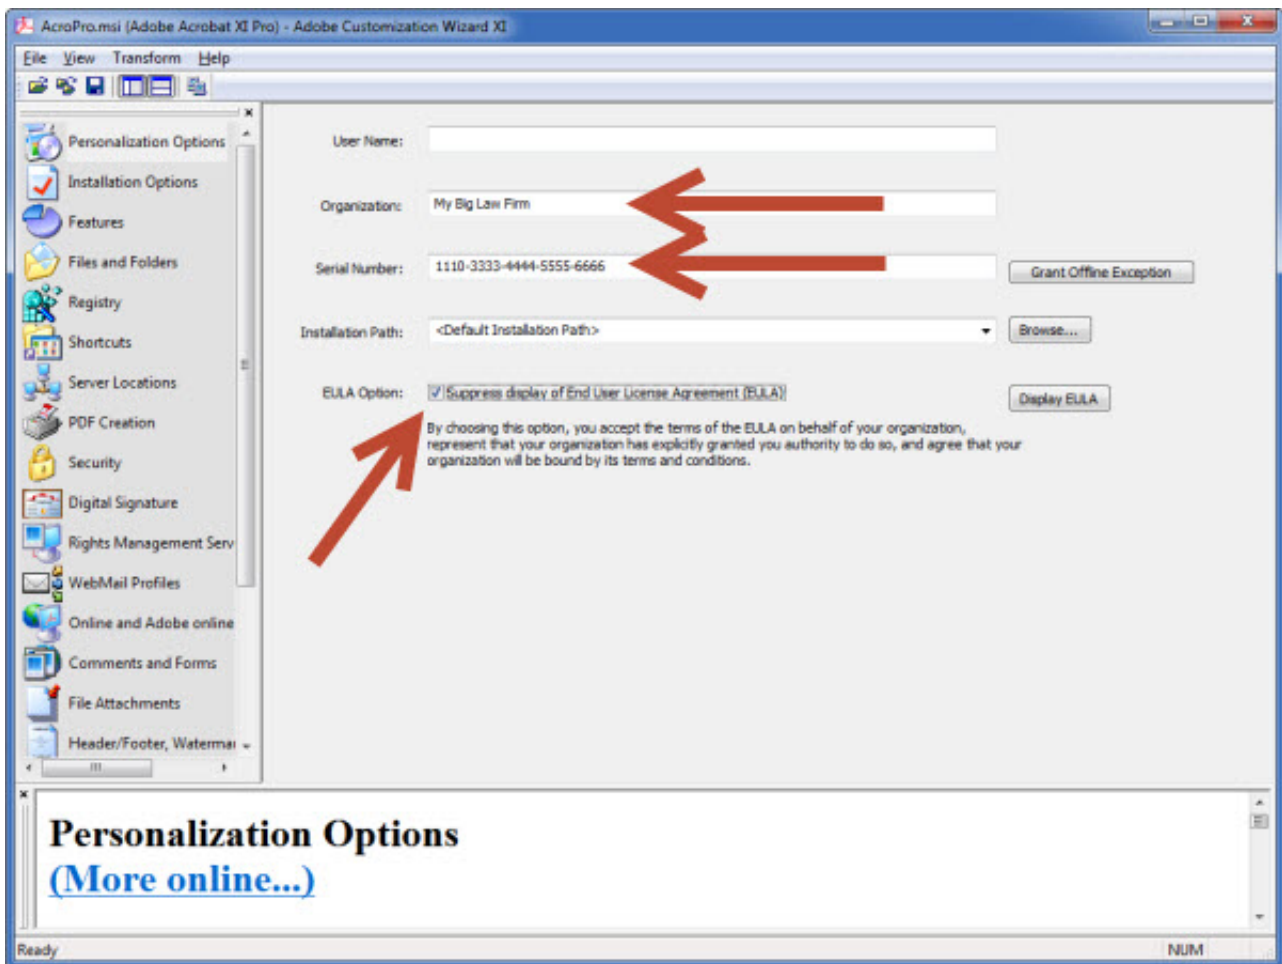 AcroPro.msi (Adobe Acrobat XI Pro) - Adobe Customization Wizard XI
File View Transform Help
Personalization Options
Installation Options
Features
Files and Folders
Registry
Shortcuts
Server Locations
PDF Creation
Security
Digital Signature
Rights Management Serv
WebMail Profiles
Online and Adobe online
Comments and Forms
File Attachments
Header/Footer, Watermar
User Name:
Organization: My Big Law Firm
Serial Number: 1110-3333-4444-5555-6666 Grant Offline Exception
Installation Path: <Default Installation Path> Browse...
EULA Option: Suppress display of End User License Agreement (EULA) Display EULA
By choosing this option, you accept the terms of the EULA on behalf of your organization,
represent that your organization has explicitly granted you authority to do so, and agree that your
organization will be bound by its terms and conditions.
Personalization Options
(More online...)
Ready NUM